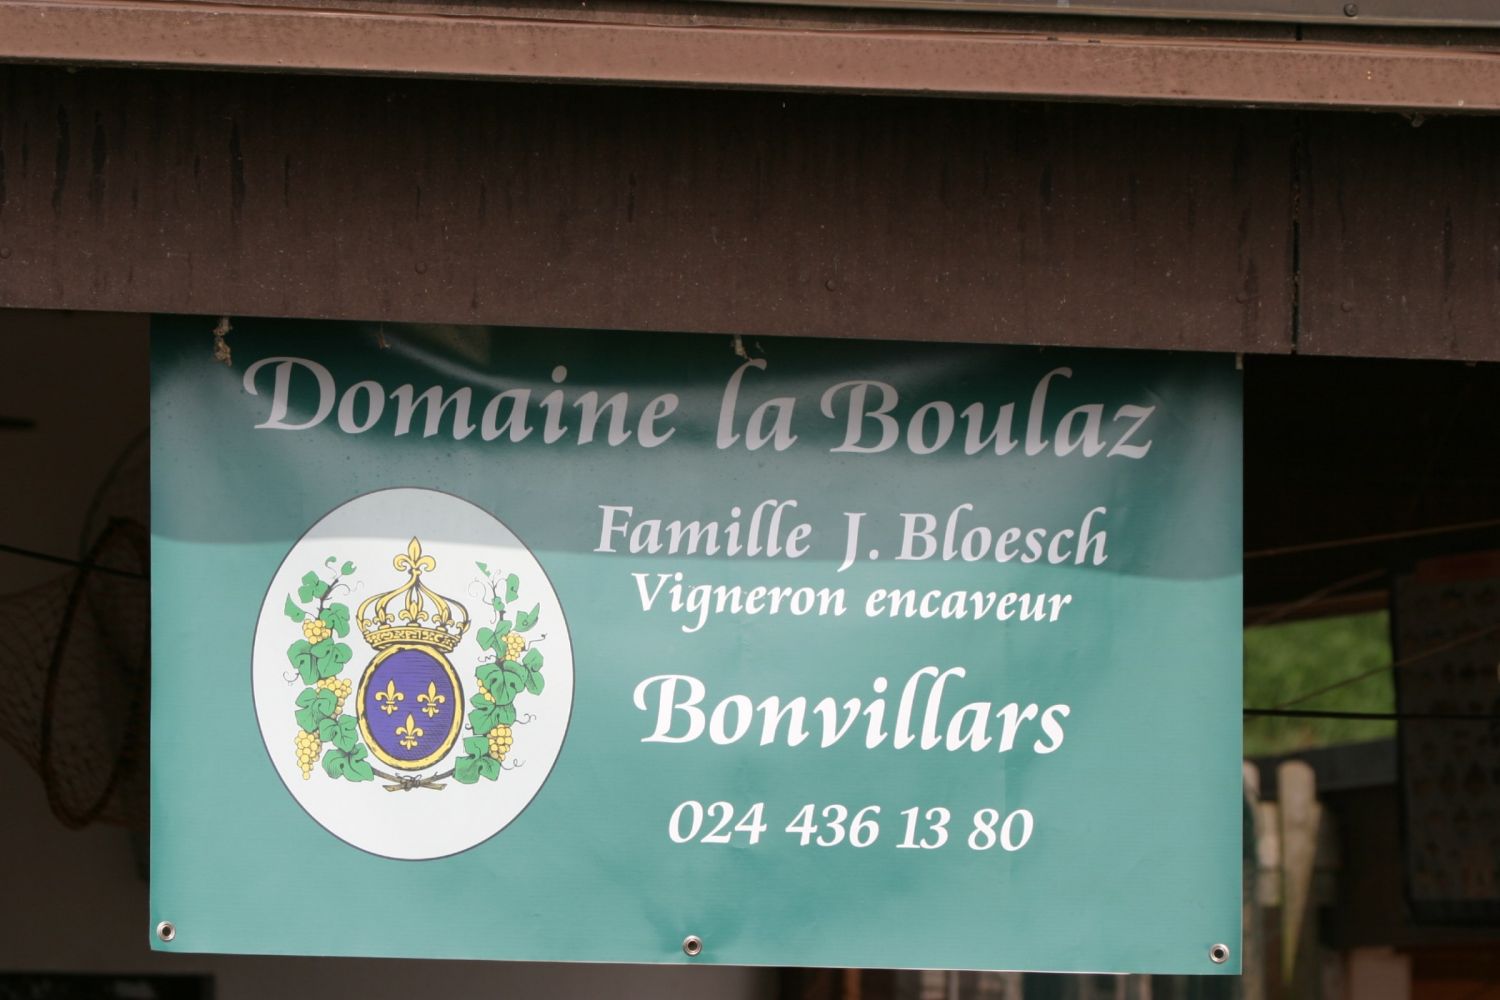 Domaine la Boulaz
Famille J. Bloesch
Vigneron encaveur
Bonvillars
024 436 13 80